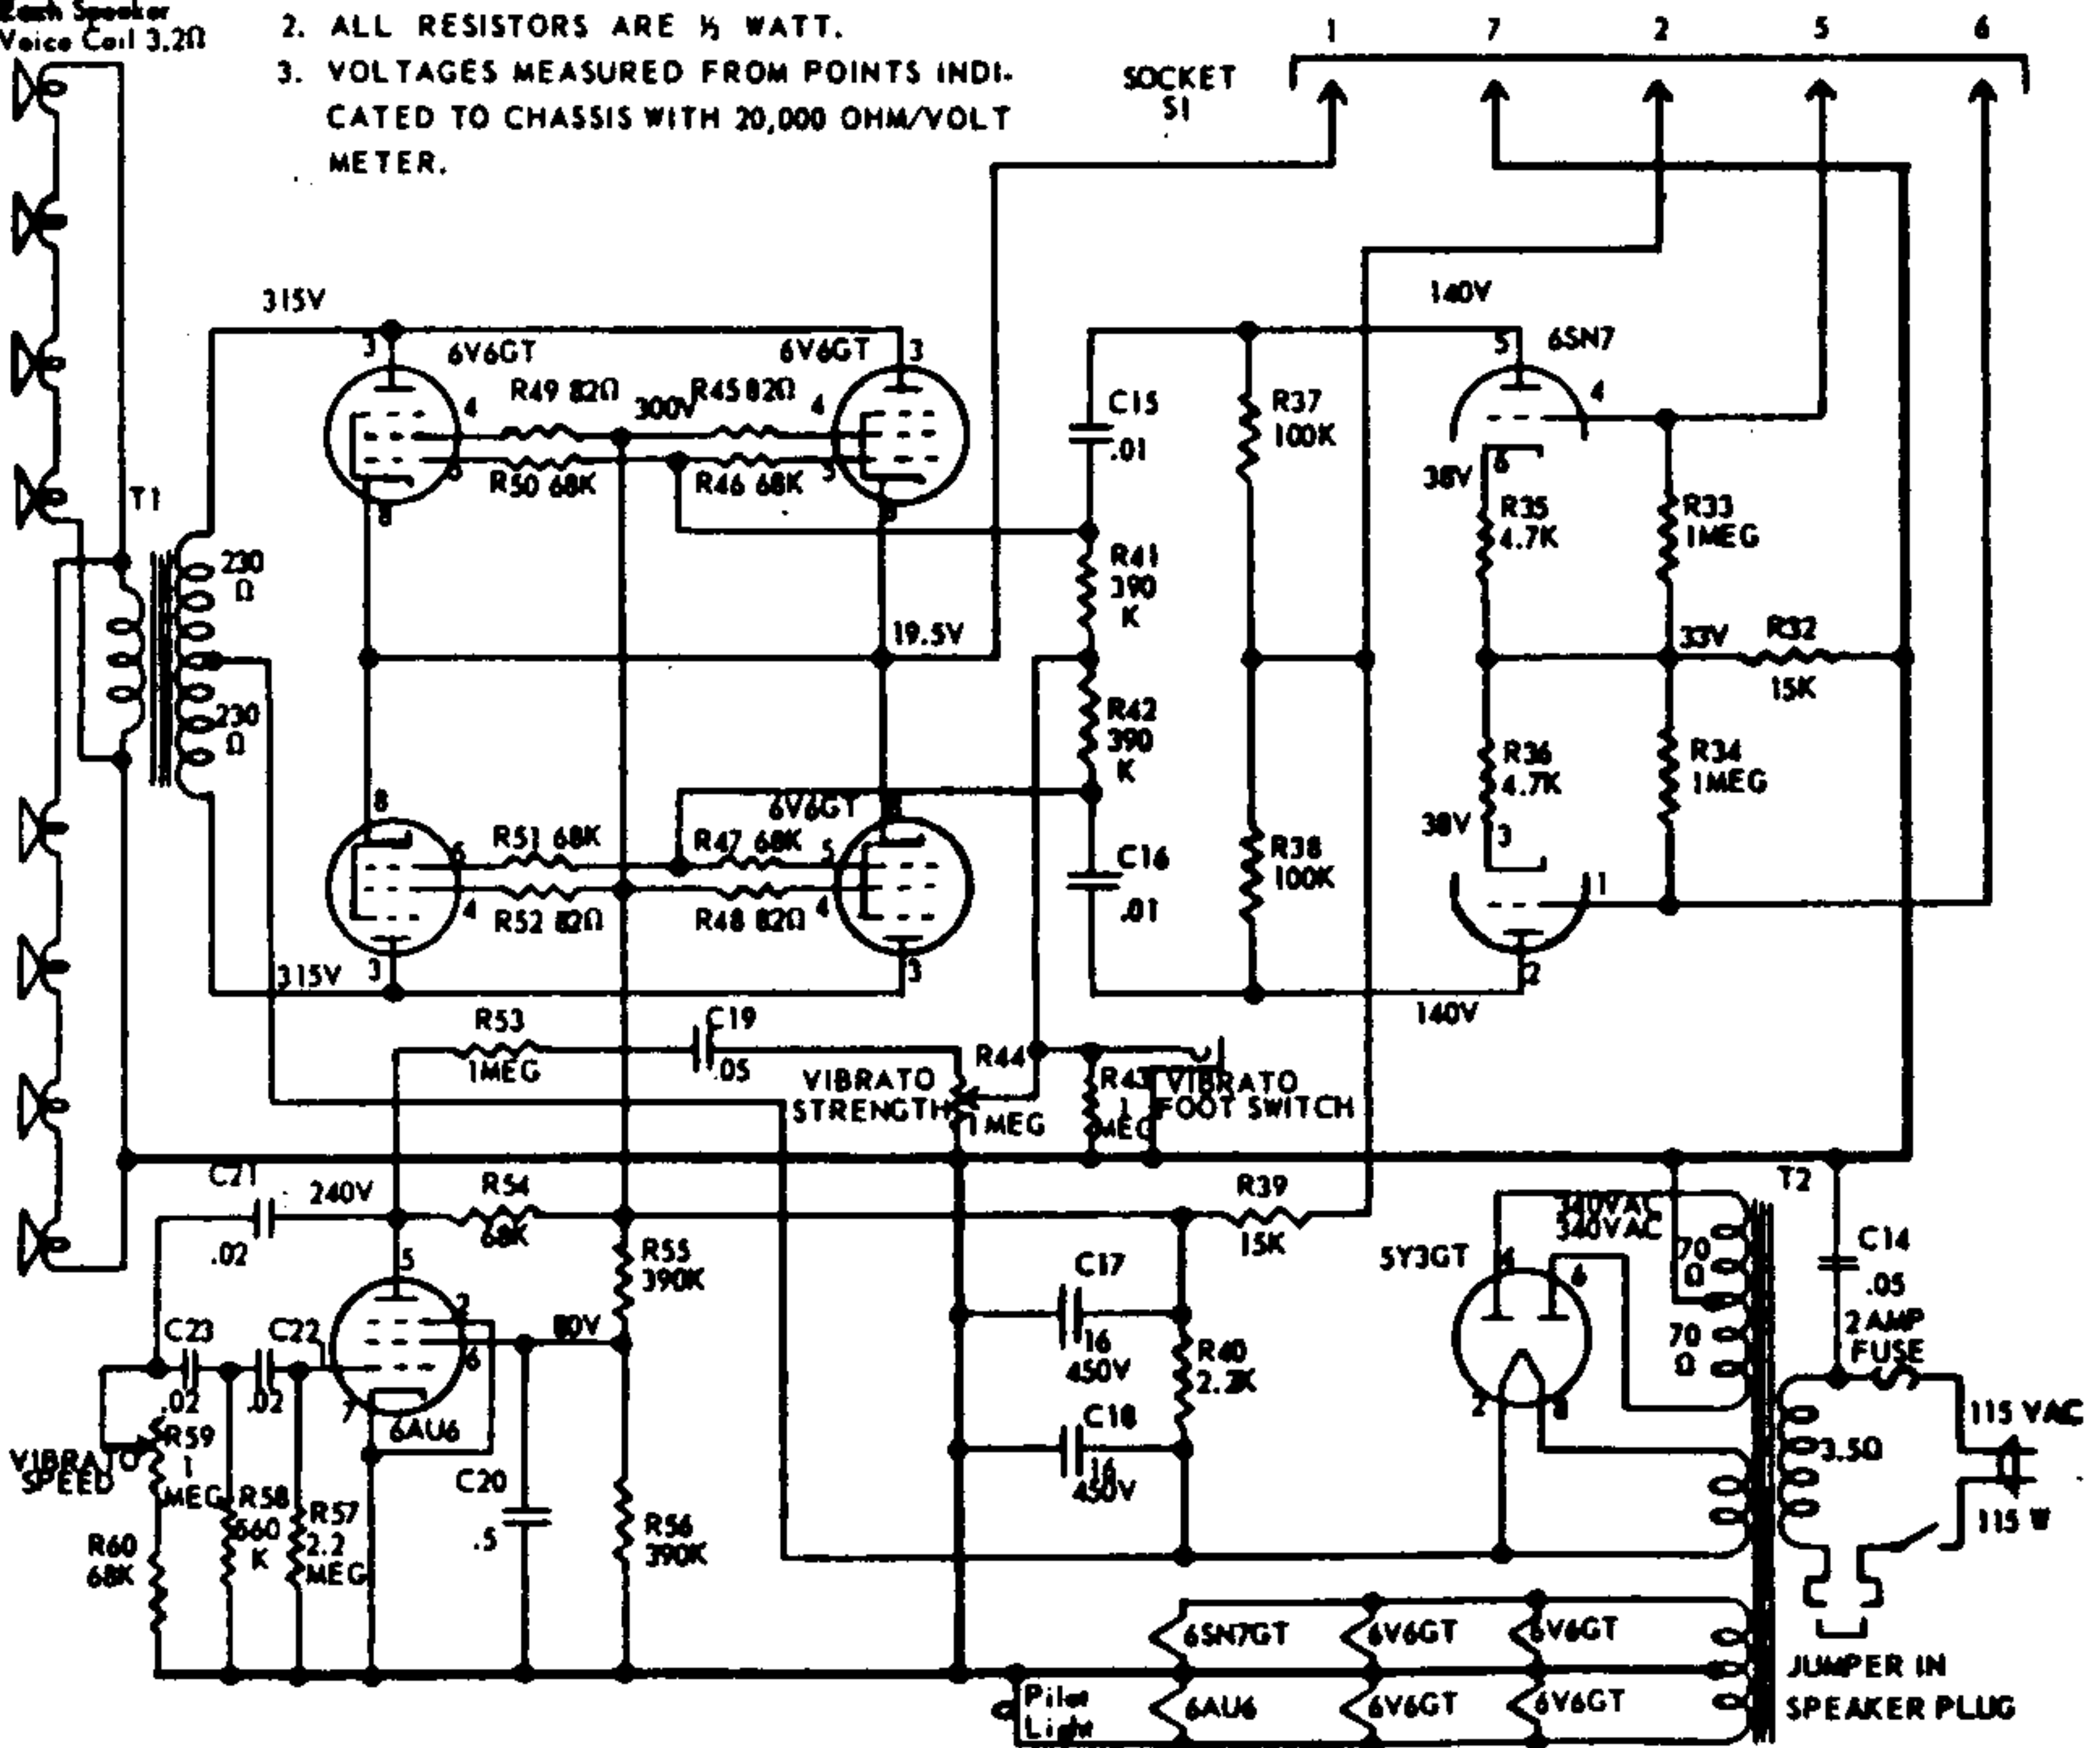 Each Speaker
Voice Coil 3.2Ω
2. ALL RESISTORS ARE ½ WATT.
3. VOLTAGES MEASURED FROM POINTS INDI-
CATED TO CHASSIS WITH 20,000 OHM/VOLT
METER.
SOCKET
S1
1 7 2 5 6
315V
140V
3
6V6GT
6V6GT
3
5
6SN7
R49 82Ω
300V
R45 82Ω
4
4
4
C15
.01
R37
100K
5
R50 68K
R46 68K
5
38V
6
8
8
T1
R35
4.7K
R33
1MEG
230
Ω
R41
390
K
19.5V
33V
R32
15K
230
Ω
R42
390
K
R36
4.7K
R34
1MEG
8
6V6GT
38V
3
5
R51 68K
R47 68K
5
C16
.01
R38
100K
1
4
R52 82Ω
R48 82Ω
4
315V
3
3
2
140V
R53
1MEG
C19
.05
VIBRATO
STRENGTH
R44
1MEG
R43
1
MEG
VIBRATO
FOOT SWITCH
C21
.02
240V
R54
68K
R39
15K
T2
340VAC
340VAC
5
R55
390K
C17
16
450V
5Y3GT
4
6
70
Ω
C14
.05
2
80V
6
C23
.02
C22
.02
7
6AU6
R40
2.2K
70
Ω
2 AMP
FUSE
C18
16
450V
2
8
115 VAC
3.5Ω
VIBRATO
SPEED
R59
1
MEG
C20
.5
R58
560
K
R57
2.2
MEG
115 W
R60
68K
R56
390K
6SN7GT
6V6GT
6V6GT
JUMPER IN
SPEAKER PLUG
Pilot
Light
6AU6
6V6GT
6V6GT